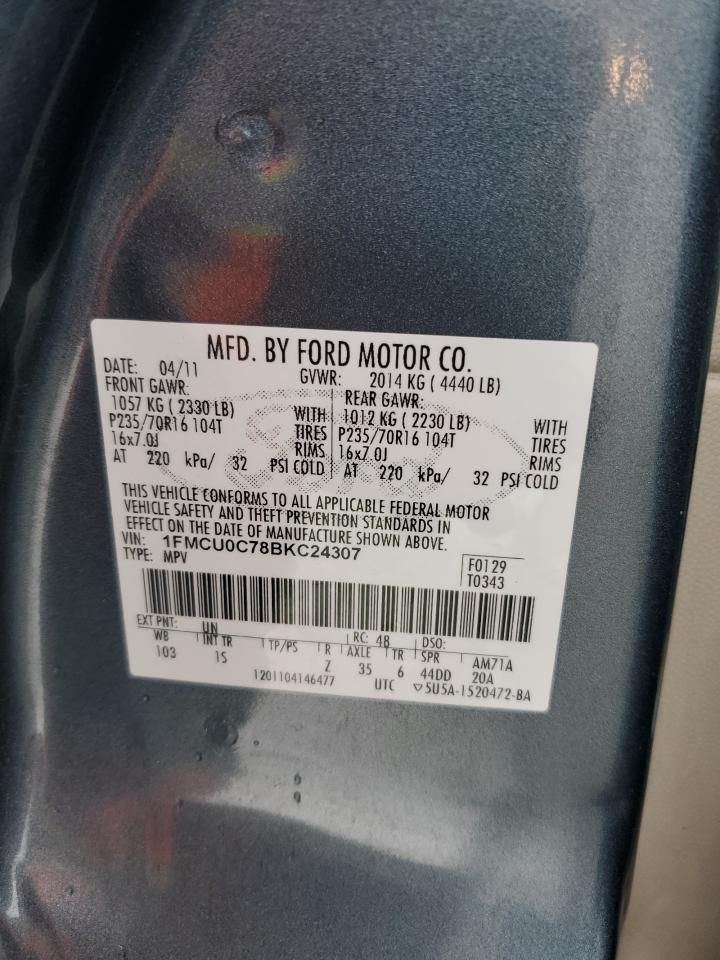 MFD. BY FORD MOTOR CO.
DATE: 04/11 GVWR: 2014 KG ( 4440 LB)
FRONT GAWR: REAR GAWR:
1057 KG ( 2330 LB) WITH 1012 KG ( 2230 LB) WITH
P235/70R16 104T TIRES P235/70R16 104T TIRES
16x7.0J RIMS 16x7.0J RIMS
AT 220 kPa/ 32 PSI COLD AT 220 kPa/ 32 PSI COLD
THIS VEHICLE CONFORMS TO ALL APPLICABLE FEDERAL MOTOR
VEHICLE SAFETY AND THEFT PREVENTION STANDARDS IN
EFFECT ON THE DATE OF MANUFACTURE SHOWN ABOVE.
VIN: 1FMCU0C78BKC24307
TYPE: MPV
F0129
T0343
EXT PNT: UN RC: 48 DSO:
WB INT TR TP/PS R AXLE TR SPR AM71A
103 1S Z 35 6 44DD 20A
1201104146477 UTC ▽5U5A-1520472-BA